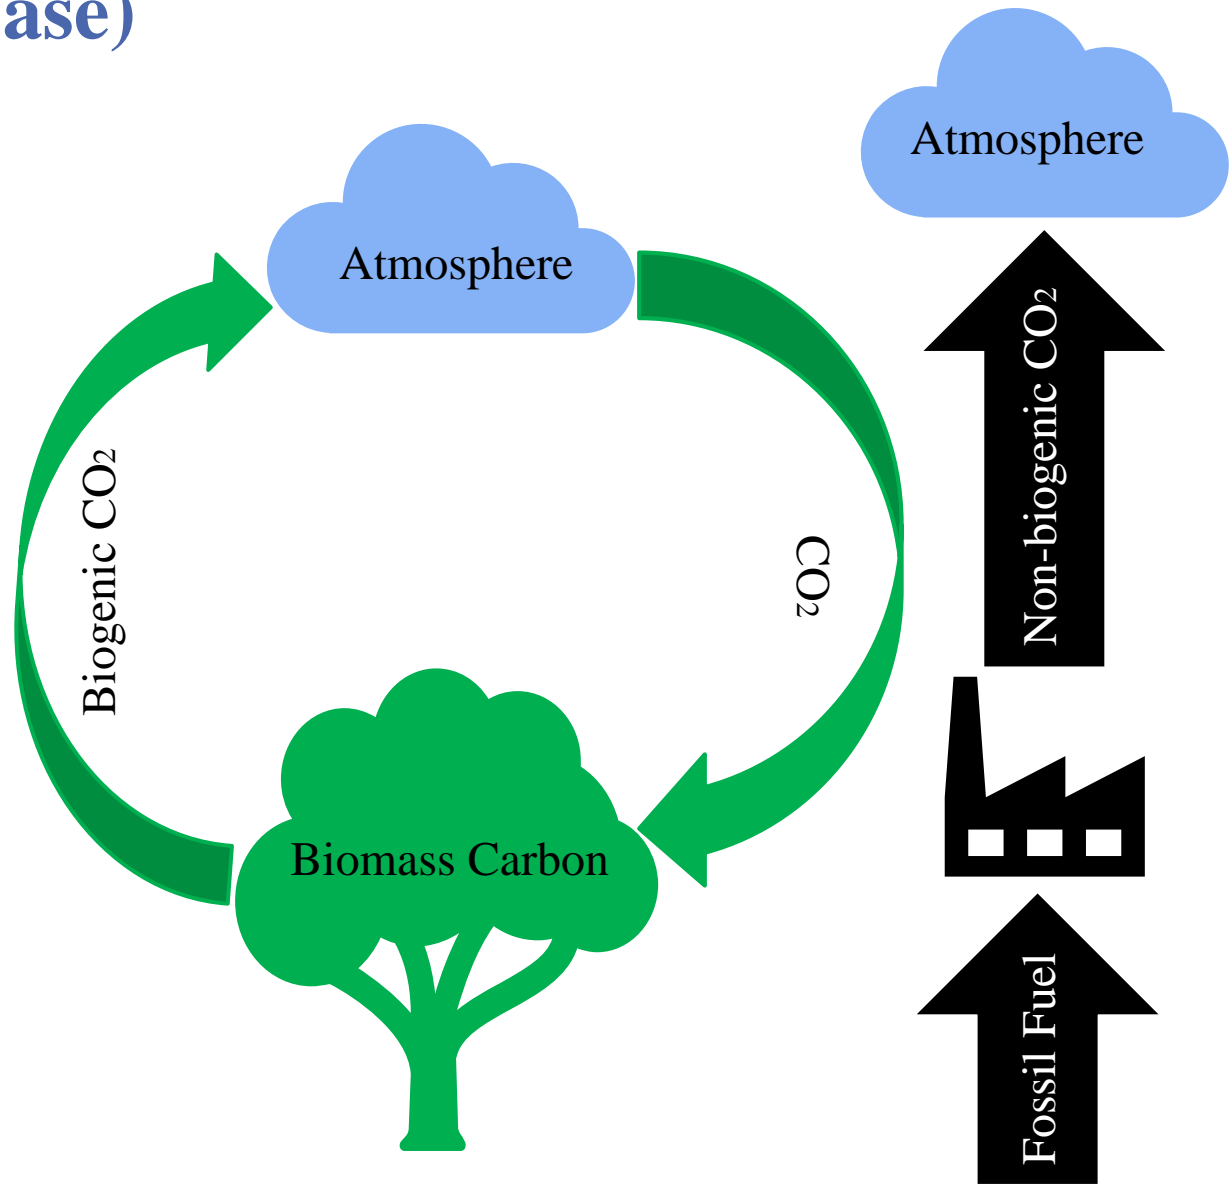 ase)
Atmosphere
Atmosphere
Non-biogenic CO₂
Biogenic CO₂
CO₂
Biomass Carbon
Fossil Fuel